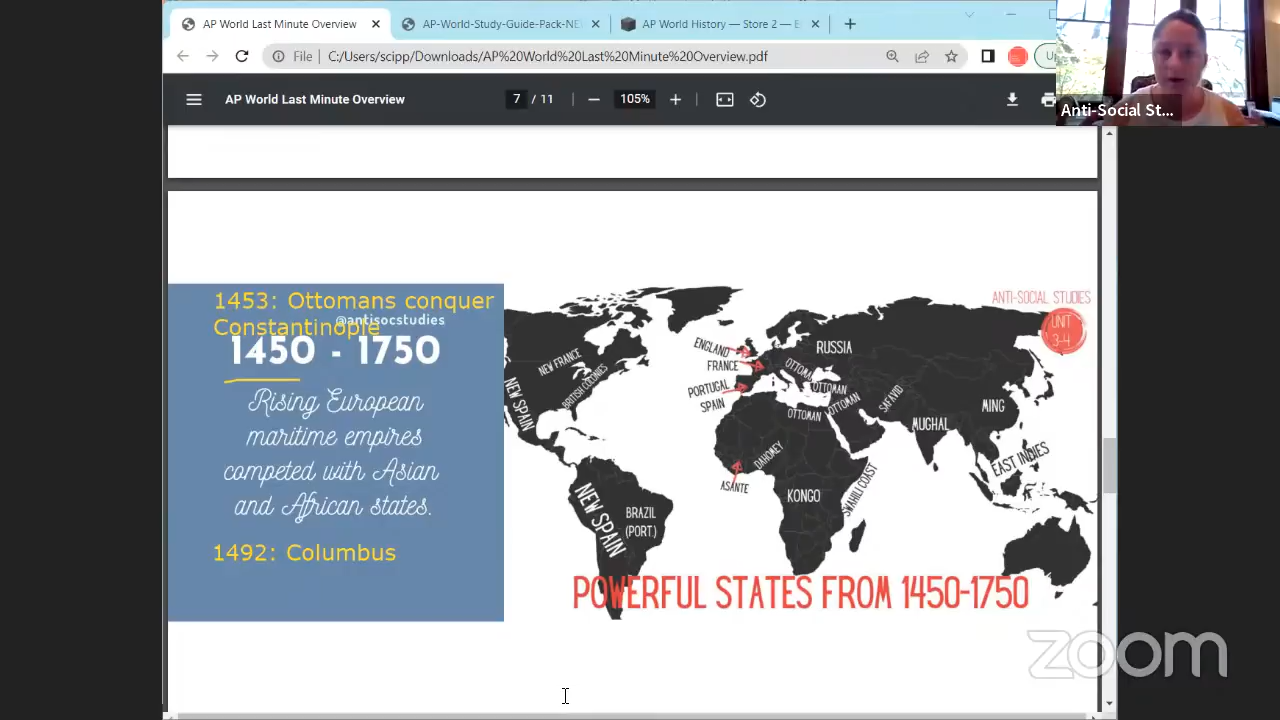 AP World Last Minute Overview
AP-World-Study-Guide-Pack-NE
AP World History — Store 2 —
File
C:/Users/scipp/Downloads/AP%20World%20Last%20Minute%20Overview.pdf
AP World Last Minute Overview
7 / 11
105%
Anti-Social St...
1453: Ottomans conquer
Constantinople
@antisocstudies
1450 - 1750
Rising European
maritime empires
competed with Asian
and African states.
1492: Columbus
ANTI-SOCIAL STUDIES
UNIT
3-4
NEW FRANCE
BRITISH COLONIES
NEW SPAIN
NEW SPAIN
BRAZIL
(PORT.)
ENGLAND
FRANCE
PORTUGAL
SPAIN
RUSSIA
OTTOMAN
OTTOMAN
OTTOMAN
OTTOMAN
SAFAVID
MUGHAL
MING
EAST INDIES
DAHOMEY
ASANTE
KONGO
SWAHILI COAST
POWERFUL STATES FROM 1450-1750
zoom